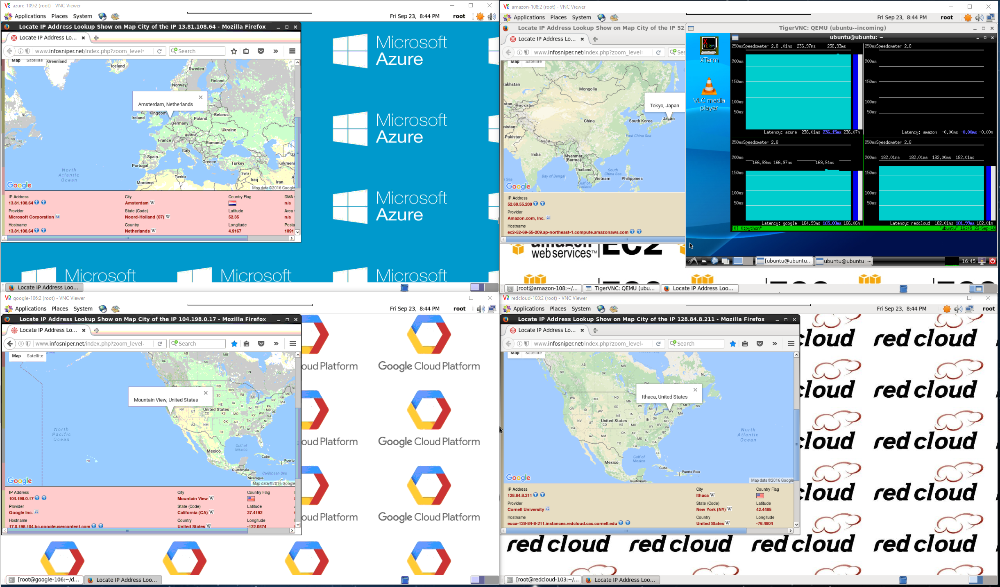 azure-109:2 (root) - VNC Viewer
Applications Places System
Fri Sep 23, 8:44 PM root
Locate IP Address Lookup Show on Map City of the IP 13.81.108.64 - Mozilla Firefox
Locate IP Address Lo...
www.infosniper.net/index.php?zoom_level=
Search
Map Satellite
Greenland
Iceland
Sweden
Finland
Norway
Amsterdam, Netherlands
Kingdom
Ireland
Belarus
Poland
Germany
Ukraine
Austria
France
Romania
Italy
Spain
Greece
Turkey
Turkmeni
Portugal
North
Atlantic
Ocean
Tunisia
Syria
Iraq
Iran
Morocco
NL
NB PE
NS
Google
Map data ©2016 Google
IP Address
13.81.108.64
Provider
Microsoft Corporation
Hostname
13.81.108.64
City
Amsterdam
State (Code)
Noord-Holland (07)
Country
Netherlands
Country Flag
Latitude
52.35
Longitude
4.9167
DMA
n/a
Area
n/a
Posta
1091
Microsoft
Azure
Microsoft
Azure
Microsoft
Azure
Microsoft
Microsoft
Microsoft
Locate IP Address Loo...
amazon-108:2 (root) - VNC Viewer
Applications Places System
Fri Sep 23, 8:44 PM root
Locate IP Address Lookup Show on Map City of the IP 52.
Locate IP Address Lo...
www.infosniper.net/index.php?zoom_level=
Sea
Map Satellite
zakhstan
Mongolia
Tokyo, Japan
stan
Kyrgyzstan
China
South Korea
Japan
nistan
Pakistan
East China Sea
Nepal
India
Myanmar
(Burma)
Thailand
South
China Sea
Bay of Bengal
Vietnam
Philippines
Gulf of
Thailand
n Sea
Google
IP Address
52.69.55.209
Provider
Amazon.com, Inc.
Hostname
ec2-52-69-55-209.ap-northeast-1.compute.amazonaws.com
amazon
web services™ EC2
TigerVNC: QEMU (ubuntu--incoming)
XTERM
XTerm
VLC media
player
ubuntu@ubuntu: ~
250msSpeedometer 2.8 .01ms 236.97ms 238.93ms
200ms
150ms
100ms
50ms
Latency: azure 236.01ms 236.15ms 236.07m
250msSpeedometer 2.8
200ms
150ms
100ms
50ms
Latency: amazon -0.00ms -0.00ms -0.00m
250msSpeedometer 2.8
200ms
166.99ms 166.97ms 169.94ms
150ms
100ms
50ms
Latency: google 164.99ms 165.08ms 166.06m
250msSpeedometer 2.8
200ms 182.01ms 182.01ms 182.00ms 182.01ms
150ms
100ms
50ms
Latency: redcloud 182.01ms 181.99ms 182.01m
[0] 0:python* "ubuntu" 16:45 23-Sep-16
[ubuntu@ubuntu... ubuntu@ubuntu: ~ 16:45
[root@amazon-108:~/... TigerVNC: QEMU (ubu... Locate IP Address Loo...
google-106:2 (root) - VNC Viewer
Applications Places System
Fri Sep 23, 8:44 PM root
Locate IP Address Lookup Show on Map City of the IP 104.198.0.17 - Mozilla Firefox
Locate IP Address Lo...
www.infosniper.net/index.php?zoom_level=
Search
Map Satellite
AB MB
BC SK
ON QC
Mountain View, United States
United States
North
Pacific
Ocean
Gulf of
Mexico
Mexico
Cuba
Puerto
HI
Guatemala
Caribbean Sea
Nicaragua
Google
Map data ©2016 Google
IP Address
104.198.0.17
Provider
Google Inc.
Hostname
17.0.198.104.bc.googleusercontent.com
City
Mountain View
State (Code)
California (CA)
Country
United States
Country Flag
Latitude
37.4192
Longitude
-122.0574
oud Platform Google Cloud Platform
oud Platform Google Cloud Platform
oud Platform Google Cloud Platform
[root@google-106:~/d... Locate IP Address Loo...
redcloud-103:2 (root) - VNC Viewer
Applications Places System
Fri Sep 23, 8:44 PM root
Locate IP Address Lookup Show on Map City of the IP 128.84.8.211 - Mozilla Firefox
Locate IP Address Lo...
www.infosniper.net/index.php?zoom_level=
Search
Map Satellite
AB MB
BC SK
NL
ON
Ithaca, United States
WA MT ND
United States
North
Atlantic
Ocean
Gulf of
Mexico
Mexico
Cuba
Puerto Rico
Guatemala
Google
Map data ©2016 Google
IP Address
128.84.8.211
Provider
Cornell University
Hostname
euca-128-84-8-211.instances.redcloud.cac.cornell.edu
City
Ithaca
State (Code)
New York (NY)
Country
United States
Country Flag
Latitude
42.4485
Longitude
-76.4804
cloud red cloud
cloud red cloud
cloud red cloud
cloud red cloud
red cloud red cloud red cloud red cloud
[root@redcloud-103:~/... Locate IP Address Loo...